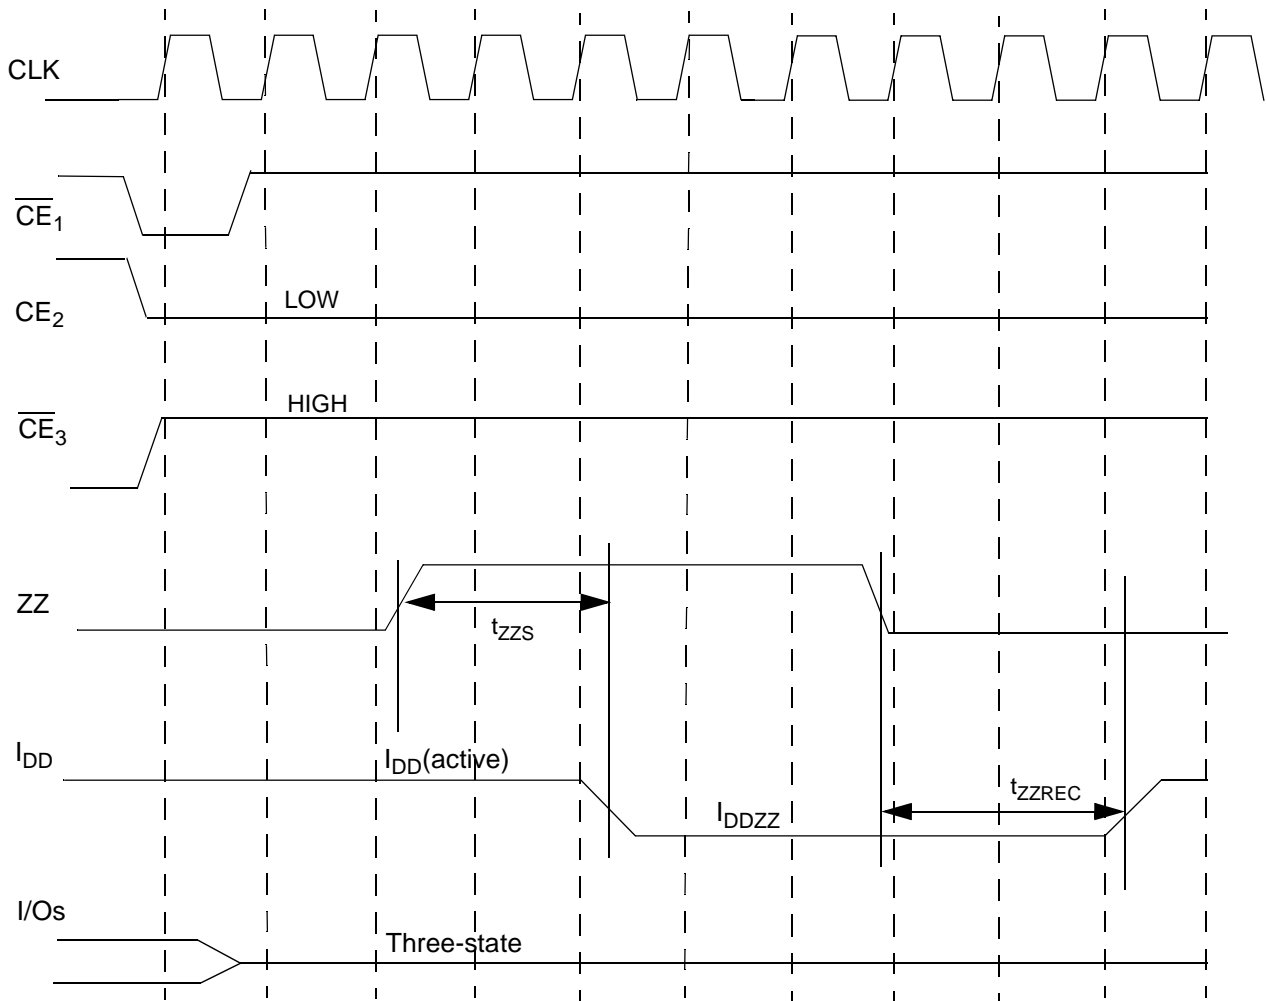 CLK
CE1
CE2
LOW
CE3
HIGH
ZZ
tZZS
IDD
IDD(active)
tZZREC
IDDZZ
I/Os
Three-state